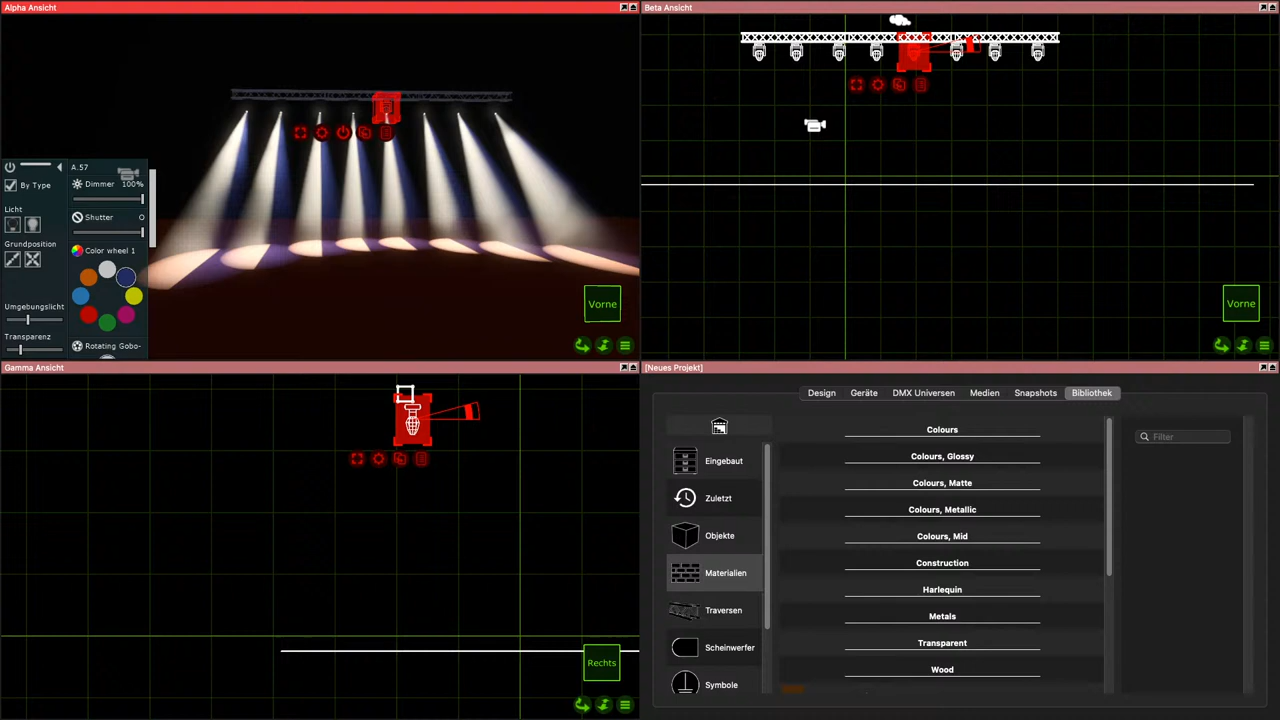 Alpha Ansicht
A.57
By Type
Dimmer 100%
Licht
Shutter O
Grundposition
Color wheel 1
Umgebungslicht
Transparenz
Rotating Gobo-
Vorne
Beta Ansicht
Vorne
Gamma Ansicht
Rechts
[Neues Projekt]
Design Geräte DMX Universen Medien Snapshots Bibliothek
Eingebaut
Zuletzt
Objekte
Materialien
Traversen
Scheinwerfer
Symbole
Colours
Colours, Glossy
Colours, Matte
Colours, Metallic
Colours, Mid
Construction
Harlequin
Metals
Transparent
Wood
Filter